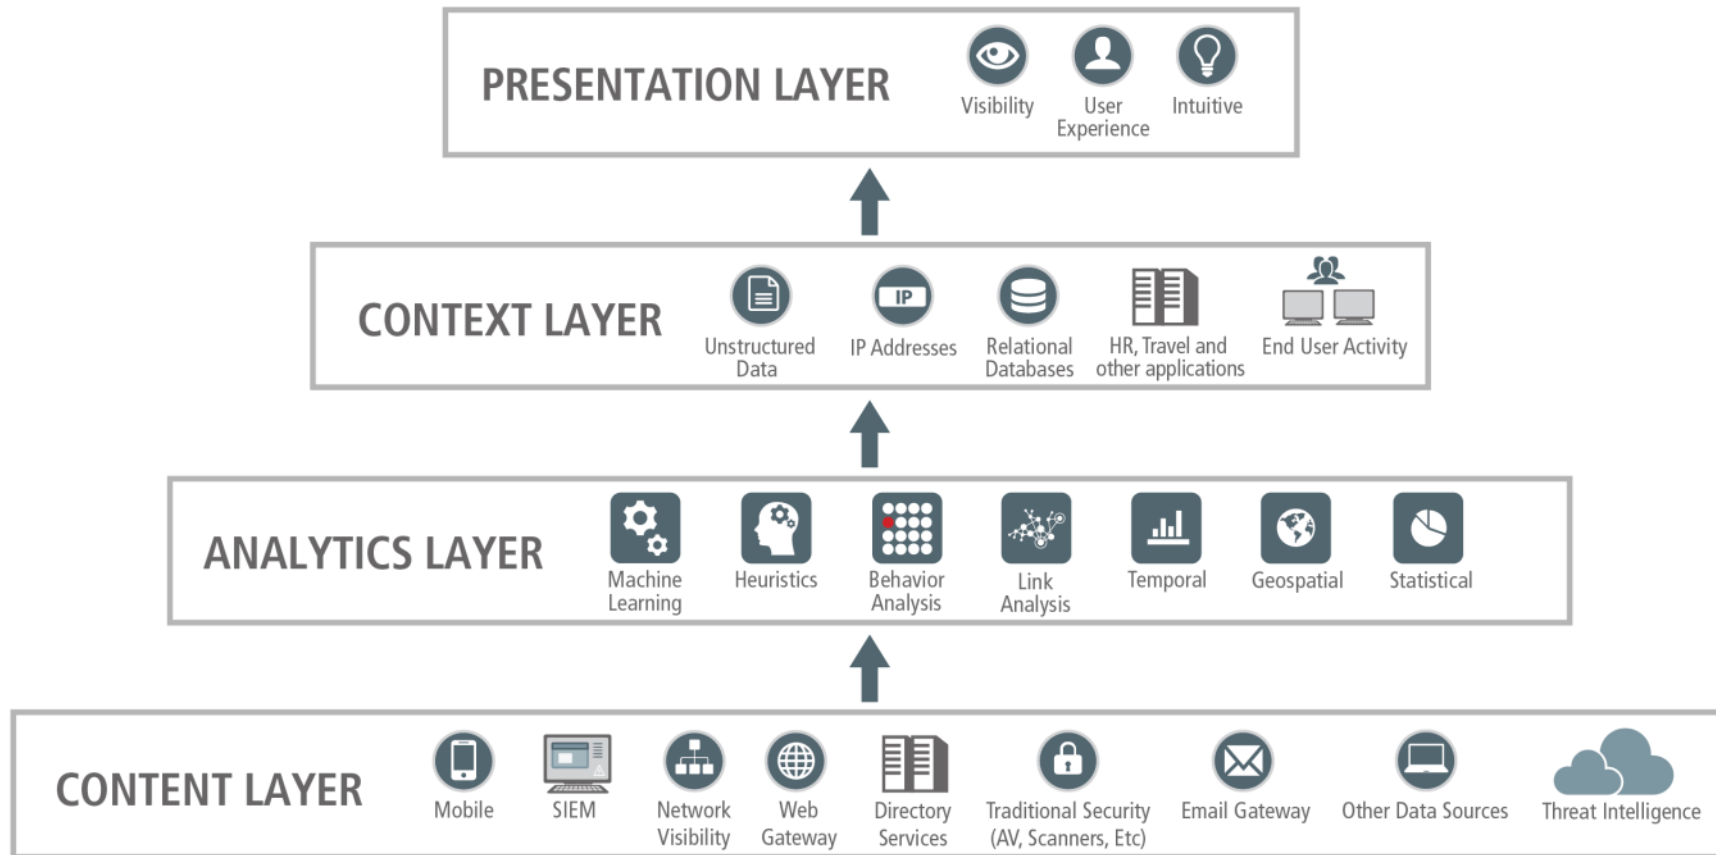 PRESENTATION LAYER
Visibility
User
Experience
Intuitive
CONTEXT LAYER
Unstructured
Data
IP
IP Addresses
Relational
Databases
HR, Travel and
other applications
End User Activity
ANALYTICS LAYER
Machine
Learning
Heuristics
Behavior
Analysis
Link
Analysis
Temporal
Geospatial
Statistical
CONTENT LAYER
Mobile
SIEM
Network
Visibility
Web
Gateway
Directory
Services
Traditional Security
(AV, Scanners, Etc)
Email Gateway
Other Data Sources
Threat Intelligence